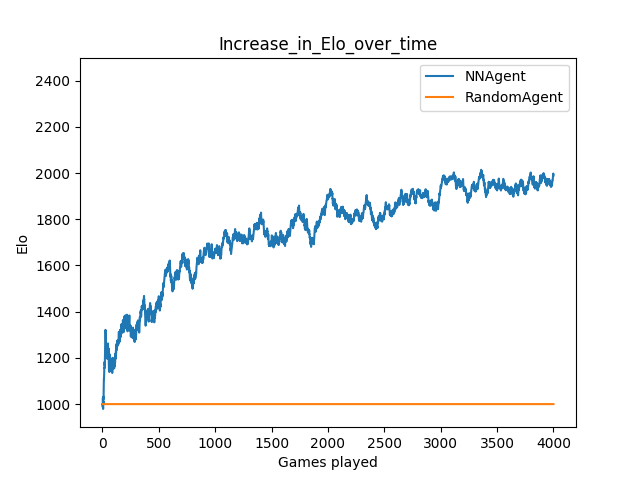 Increase_in_Elo_over_time
NNAgent
RandomAgent
2400
2200
2000
1800
1600
1400
1200
1000
Elo
0 500 1000 1500 2000 2500 3000 3500 4000
Games played